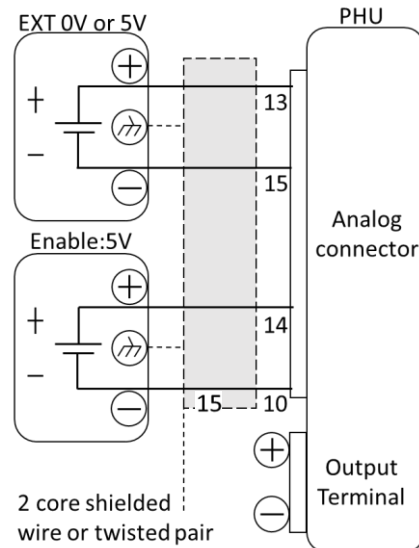 EXT 0V or 5V
PHU
+
13
+
-
-
15
Analog
connector
Enable:5V
+
14
+
-
-
15
10
+
Output
Terminal
-
2 core shielded
wire or twisted pair